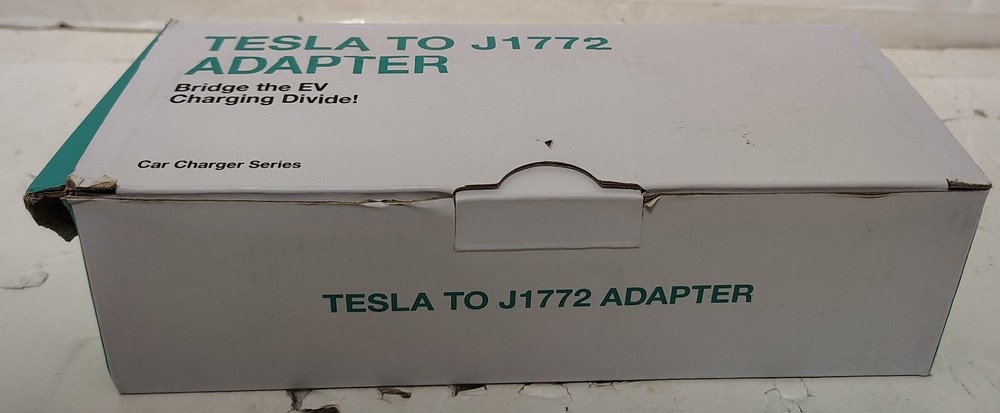 TESLA TO J1772
ADAPTER
Bridge the EV
Charging Divide!
Car Charger Series
TESLA TO J1772 ADAPTER